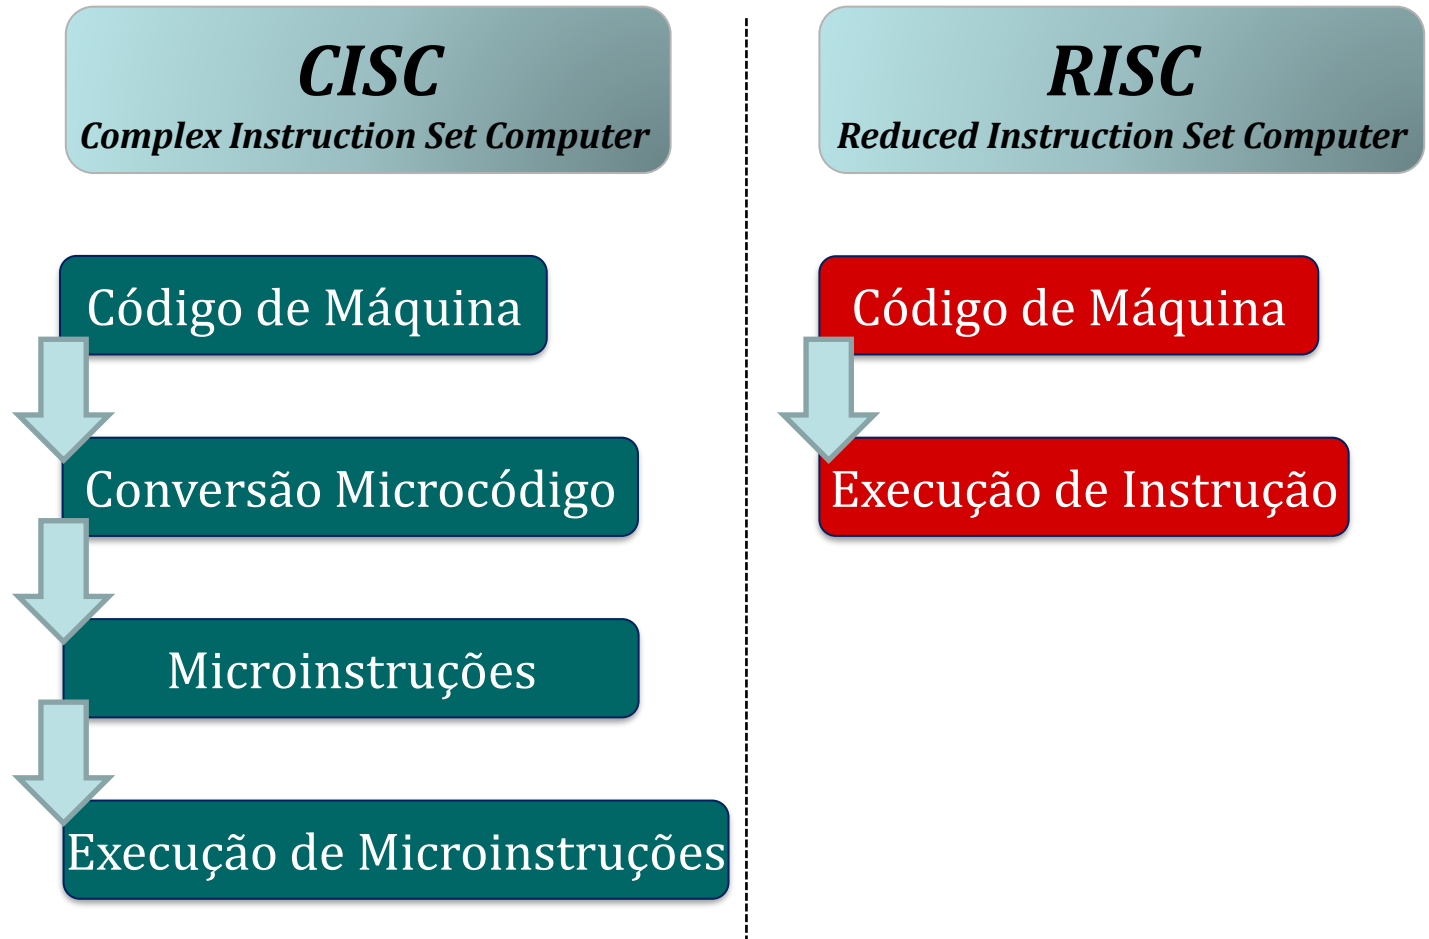 CISC
Complex Instruction Set Computer
Código de Máquina
Conversão Microcódigo
Microinstruções
Execução de Microinstruções
RISC
Reduced Instruction Set Computer
Código de Máquina
Execução de Instrução